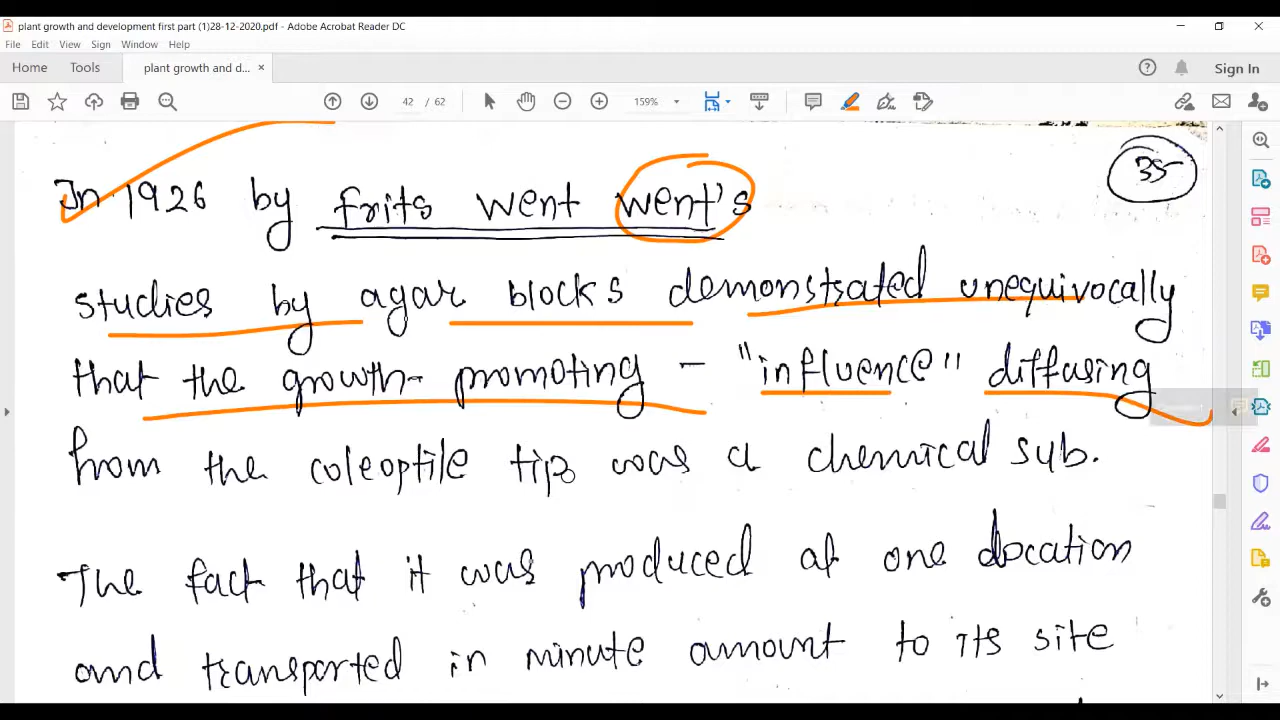 plant growth and development first part (1)28-12-2020.pdf - Adobe Acrobat Reader DC
File Edit View Sign Window Help
Home Tools plant growth and d... × Sign In
42 / 62 159%
35
In 1926 by frits went went's
studies by agar blocks demonstrated unequivocally
that the growth- promoting - "influence" diffusing
from the coleoptile tip was a chemical sub.
The fact that it was produced at one location
and transported in minute amount to its site